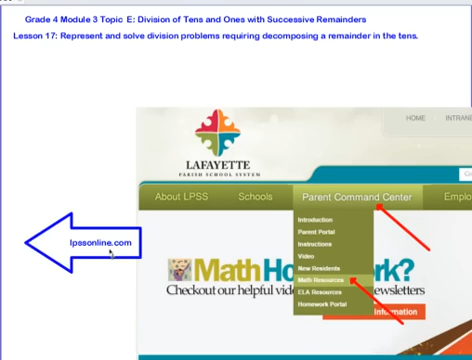 Grade 4 Module 3 Topic E: Division of Tens and Ones with Successive Remainders
Lesson 17: Represent and solve division problems requiring decomposing a remainder in the tens.
HOME
LAFAYETTE
PARISH SCHOOL SYSTEM
About LPSS Schools Parent Command Center
Introduction
Parent Portal
Instructions
Video
New Residents
Math Resources
ELA Resources
Homework Portal
lpssonline.com
Math
Checkout our helpful
Information